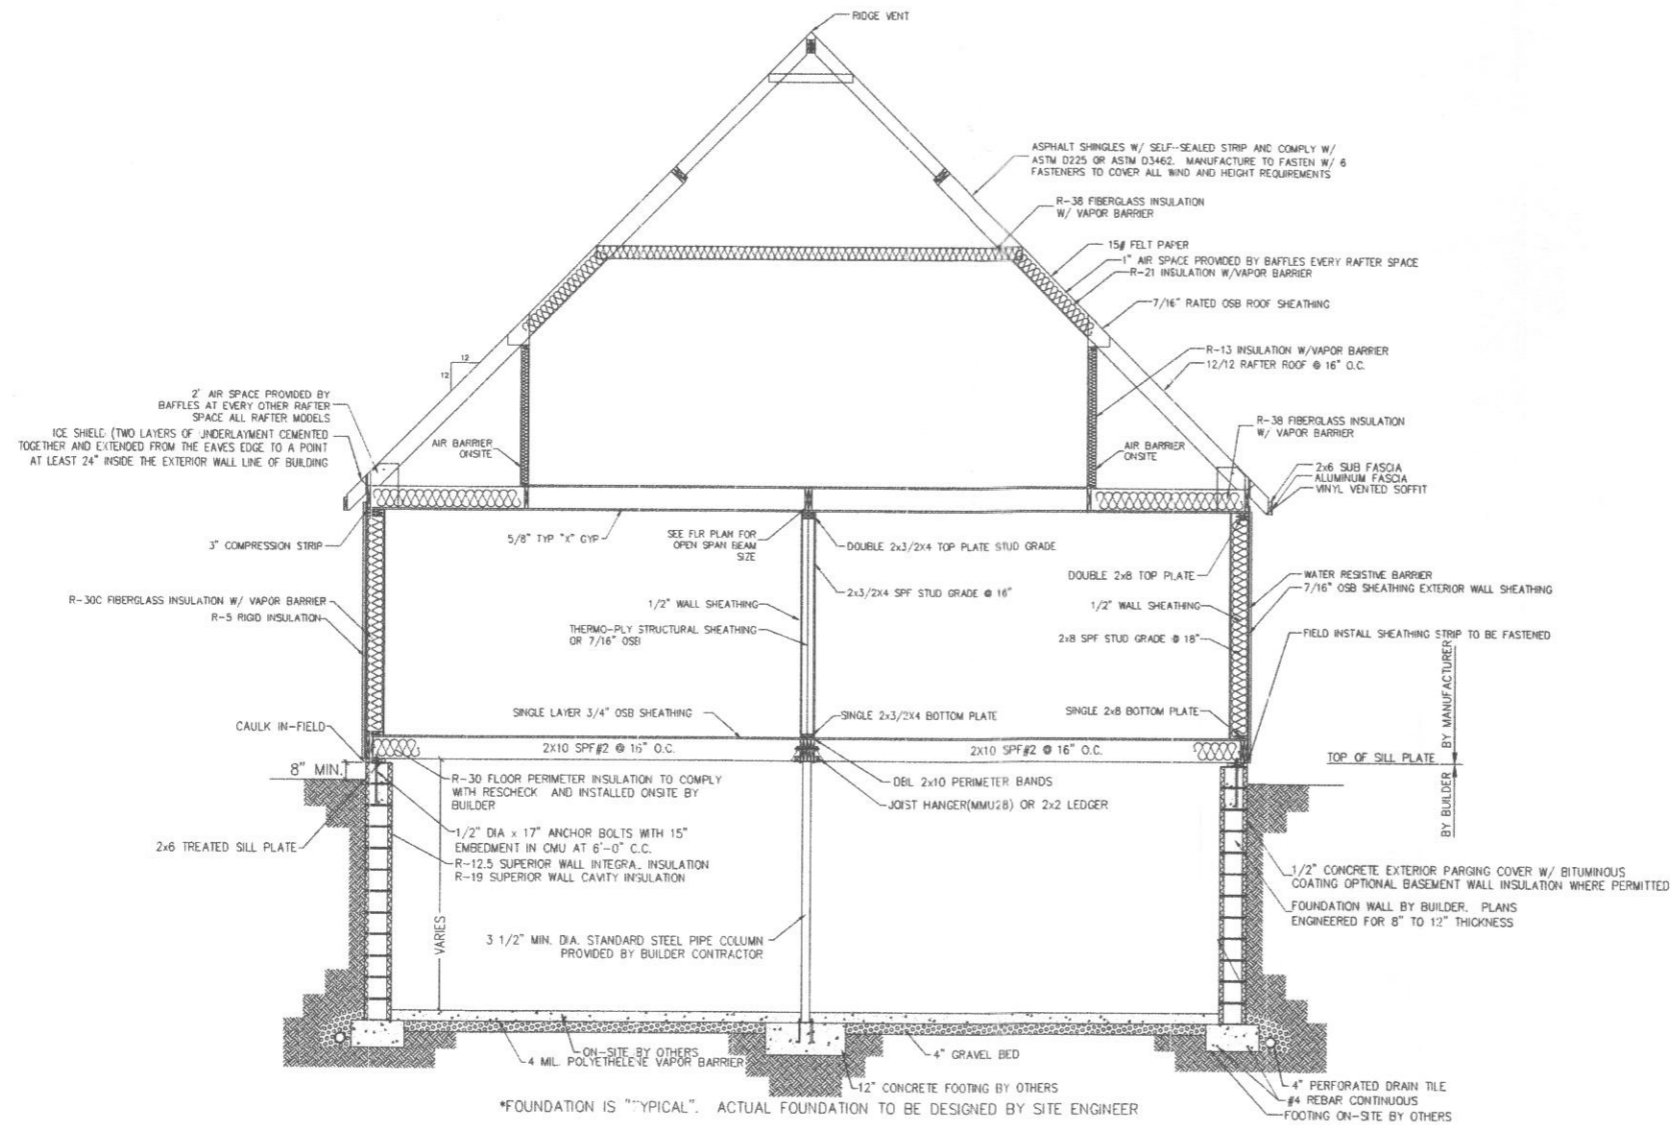 RIDGE VENT
ASPHALT SHINGLES W/ SELF-SEALED STRIP AND COMPLY W/
ASTM D225 OR ASTM D3462. MANUFACTURE TO FASTEN W/ 6
FASTENERS TO COVER ALL WIND AND HEIGHT REQUIREMENTS
R-38 FIBERGLASS INSULATION
W/ VAPOR BARRIER
15# FELT PAPER
1" AIR SPACE PROVIDED BY BAFFLES EVERY RAFTER SPACE
R-21 INSULATION W/VAPOR BARRIER
7/16" RATED OSB ROOF SHEATHING
R-13 INSULATION W/VAPOR BARRIER
12/12 RAFTER ROOF @ 16" O.C.
12
12
2" AIR SPACE PROVIDED BY
BAFFLES AT EVERY OTHER RAFTER
SPACE ALL RAFTER MODELS
ICE SHIELD: (TWO LAYERS OF UNDERLAYMENT CEMENTED
TOGETHER AND EXTENDED FROM THE EAVES EDGE TO A POINT
AT LEAST 24" INSIDE THE EXTERIOR WALL LINE OF BUILDING
AIR BARRIER
ONSITE
AIR BARRIER
ONSITE
R-38 FIBERGLASS INSULATION
W/ VAPOR BARRIER
2x6 SUB FASCIA
ALUMINUM FASCIA
VINYL VENTED SOFFIT
3" COMPRESSION STRIP
5/8" TYP "X" GYP
SEE FLR PLAN FOR
OPEN SPAN BEAM
SIZE
DOUBLE 2x3/2X4 TOP PLATE STUD GRADE
DOUBLE 2x8 TOP PLATE
WATER RESISTIVE BARRIER
7/16" OSB SHEATHING EXTERIOR WALL SHEATHING
R-30C FIBERGLASS INSULATION W/ VAPOR BARRIER
R-5 RIGID INSULATION
1/2" WALL SHEATHING
2x3/2X4 SPF STUD GRADE @ 16"
1/2" WALL SHEATHING
THERMO-PLY STRUCTURAL SHEATHING
OR 7/16" OSB
2x8 SPF STUD GRADE @ 16"
FIELD INSTALL SHEATHING STRIP TO BE FASTENED
SINGLE LAYER 3/4" OSB SHEATHING
SINGLE 2x3/2X4 BOTTOM PLATE
SINGLE 2x8 BOTTOM PLATE
CAULK IN-FIELD
2X10 SPF#2 @ 16" O.C.
2X10 SPF#2 @ 16" O.C.
BY MANUFACTURER
TOP OF SILL PLATE
BY BUILDER
8" MIN.
R-30 FLOOR PERIMETER INSULATION TO COMPLY
WITH RESCHECK AND INSTALLED ONSITE BY
BUILDER
DBL 2x10 PERIMETER BANDS
JOIST HANGER(MMU28) OR 2x2 LEDGER
2x6 TREATED SILL PLATE
1/2" DIA x 17" ANCHOR BOLTS WITH 15"
EMBEDMENT IN CMU AT 6'-0" C.C.
R-12.5 SUPERIOR WALL INTEGRAL INSULATION
R-19 SUPERIOR WALL CAVITY INSULATION
1/2" CONCRETE EXTERIOR PARGING COVER W/ BITUMINOUS
COATING OPTIONAL BASEMENT WALL INSULATION WHERE PERMITTED
FOUNDATION WALL BY BUILDER. PLANS
ENGINEERED FOR 8" TO 12" THICKNESS
VARIES
3 1/2" MIN. DIA. STANDARD STEEL PIPE COLUMN
PROVIDED BY BUILDER CONTRACTOR
ON-SITE BY OTHERS
4 MIL. POLYETHELENE VAPOR BARRIER
4" GRAVEL BED
12" CONCRETE FOOTING BY OTHERS
4" PERFORATED DRAIN TILE
#4 REBAR CONTINUOUS
FOOTING ON-SITE BY OTHERS
*FOUNDATION IS "TYPICAL". ACTUAL FOUNDATION TO BE DESIGNED BY SITE ENGINEER